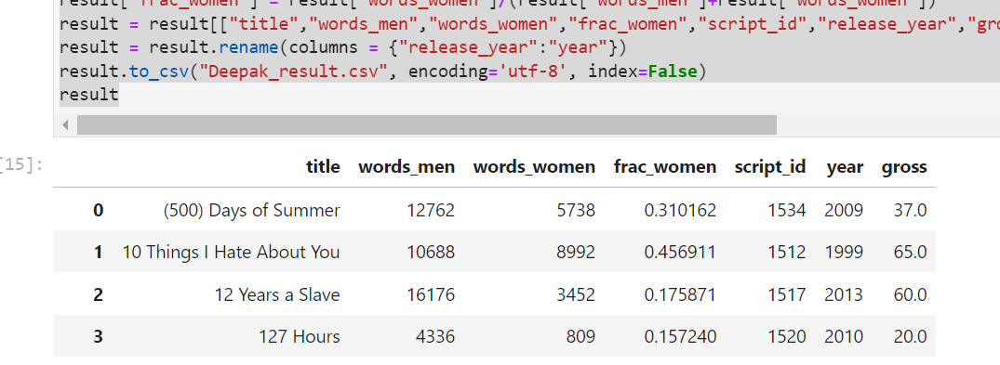 result["frac_women"] = result["words_women"]/(result["words_men"]+result["words_women"])
result = result[["title","words_men","words_women","frac_women","script_id","release_year","gro
result = result.rename(columns = {"release_year":"year"})
result.to_csv("Deepak_result.csv", encoding='utf-8', index=False)
result
[15]:
title words_men words_women frac_women script_id year gross
0 (500) Days of Summer 12762 5738 0.310162 1534 2009 37.0
1 10 Things I Hate About You 10688 8992 0.456911 1512 1999 65.0
2 12 Years a Slave 16176 3452 0.175871 1517 2013 60.0
3 127 Hours 4336 809 0.157240 1520 2010 20.0